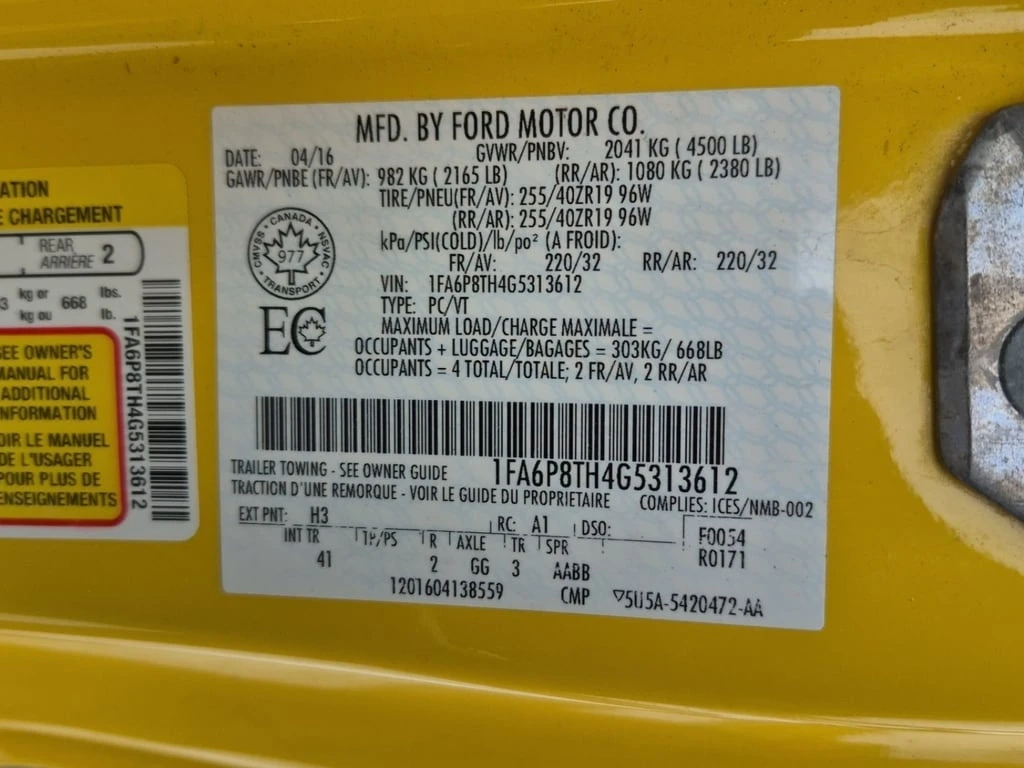 MFD. BY FORD MOTOR CO.
DATE: 04/16 GVWR/PNBV: 2041 KG ( 4500 LB)
GAWR/PNBE (FR/AV): 982 KG ( 2165 LB) (RR/AR): 1080 KG ( 2380 LB)
TIRE/PNEU(FR/AV): 255/40ZR19 96W
(RR/AR): 255/40ZR19 96W
kPa/PSI(COLD)/lb/po² (A FROID):
FR/AV: 220/32 RR/AR: 220/32
VIN: 1FA6P8TH4G5313612
TYPE: PC/VT
MAXIMUM LOAD/CHARGE MAXIMALE =
OCCUPANTS + LUGGAGE/BAGAGES = 303KG/ 668LB
OCCUPANTS = 4 TOTAL/TOTALE; 2 FR/AV, 2 RR/AR
CANADA
CMVSS 977 NSVAC
TRANSPORT
EC
1FA6P8TH4G5313612
TRAILER TOWING - SEE OWNER GUIDE
TRACTION D'UNE REMORQUE - VOIR LE GUIDE DU PROPRIETAIRE
COMPLIES: ICES/NMB-002
EXT PNT: H3 RC: A1 DSO: F0054
INT TR TP/PS R AXLE TR SPR R0171
41 2 GG 3 AABB
1201604138559 CMP ▽5U5A-5420472-AA
CHARGEMENT
REAR
ARRIÈRE 2
kg or 668 lbs.
kg ou lb.
SEE OWNER'S
MANUAL FOR
ADDITIONAL
INFORMATION
VOIR LE MANUEL
DE L'USAGER
POUR PLUS DE
RENSEIGNEMENTS
1FA6P8TH4G5313612